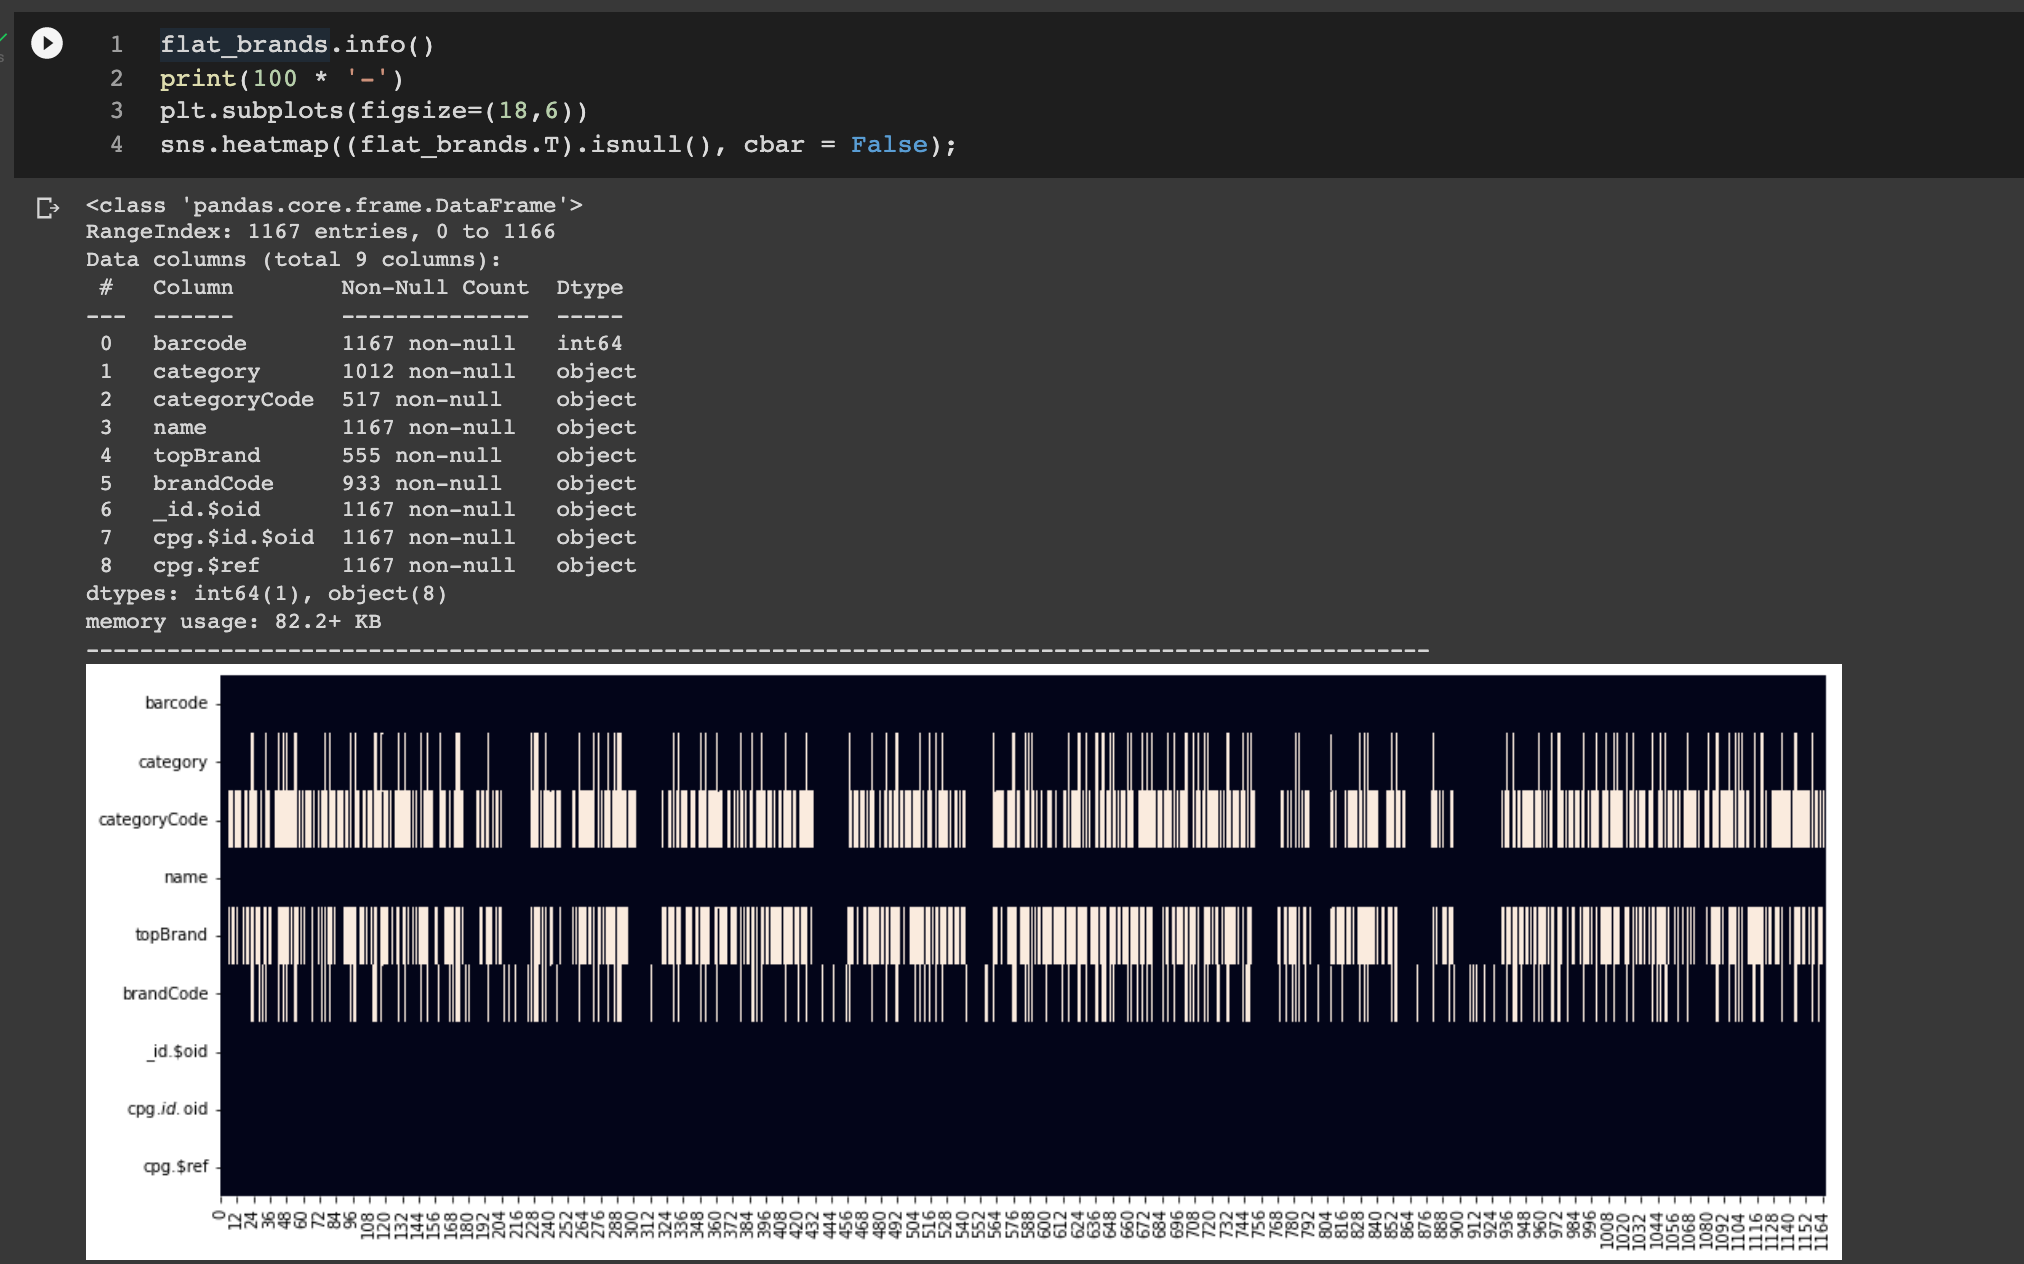 1 flat_brands.info()
2 print(100 * '-')
3 plt.subplots(figsize=(18,6))
4 sns.heatmap((flat_brands.T).isnull(), cbar = False);
<class 'pandas.core.frame.DataFrame'>
RangeIndex: 1167 entries, 0 to 1166
Data columns (total 9 columns):
 #   Column        Non-Null Count  Dtype
---  ------        --------------  -----
 0   barcode       1167 non-null   int64
 1   category      1012 non-null   object
 2   categoryCode  517 non-null    object
 3   name          1167 non-null   object
 4   topBrand      555 non-null    object
 5   brandCode     933 non-null    object
 6   _id.$oid      1167 non-null   object
 7   cpg.$id.$oid  1167 non-null   object
 8   cpg.$ref      1167 non-null   object
dtypes: int64(1), object(8)
memory usage: 82.2+ KB
----------------------------------------------------------------------------------------------------
barcode
category
categoryCode
name
topBrand
brandCode
_id.$oid
cpg.id.oid
cpg.$ref
0 12 24 36 48 60 72 84 96 108 120 132 144 156 168 180 192 204 216 228 240 252 264 276 288 300 312 324 336 348 360 372 384 396 408 420 432 444 456 468 480 492 504 516 528 540 552 564 576 588 600 612 624 636 648 660 672 684 696 708 720 732 744 756 768 780 792 804 816 828 840 852 864 876 888 900 912 924 936 948 960 972 984 996 1008 1020 1032 1044 1056 1068 1080 1092 1104 1116 1128 1140 1152 1164